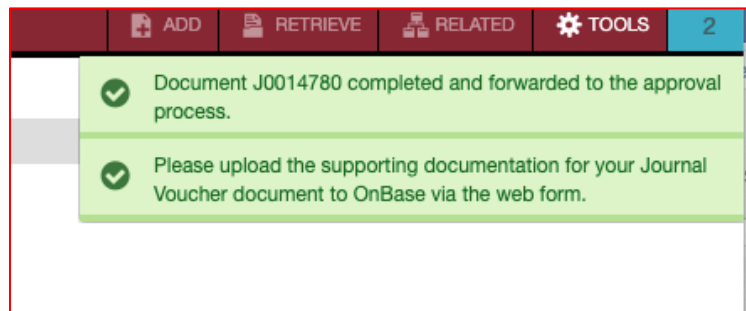 ADD RETRIEVE RELATED TOOLS 2
Document J0014780 completed and forwarded to the approval
process.
Please upload the supporting documentation for your Journal
Voucher document to OnBase via the web form.